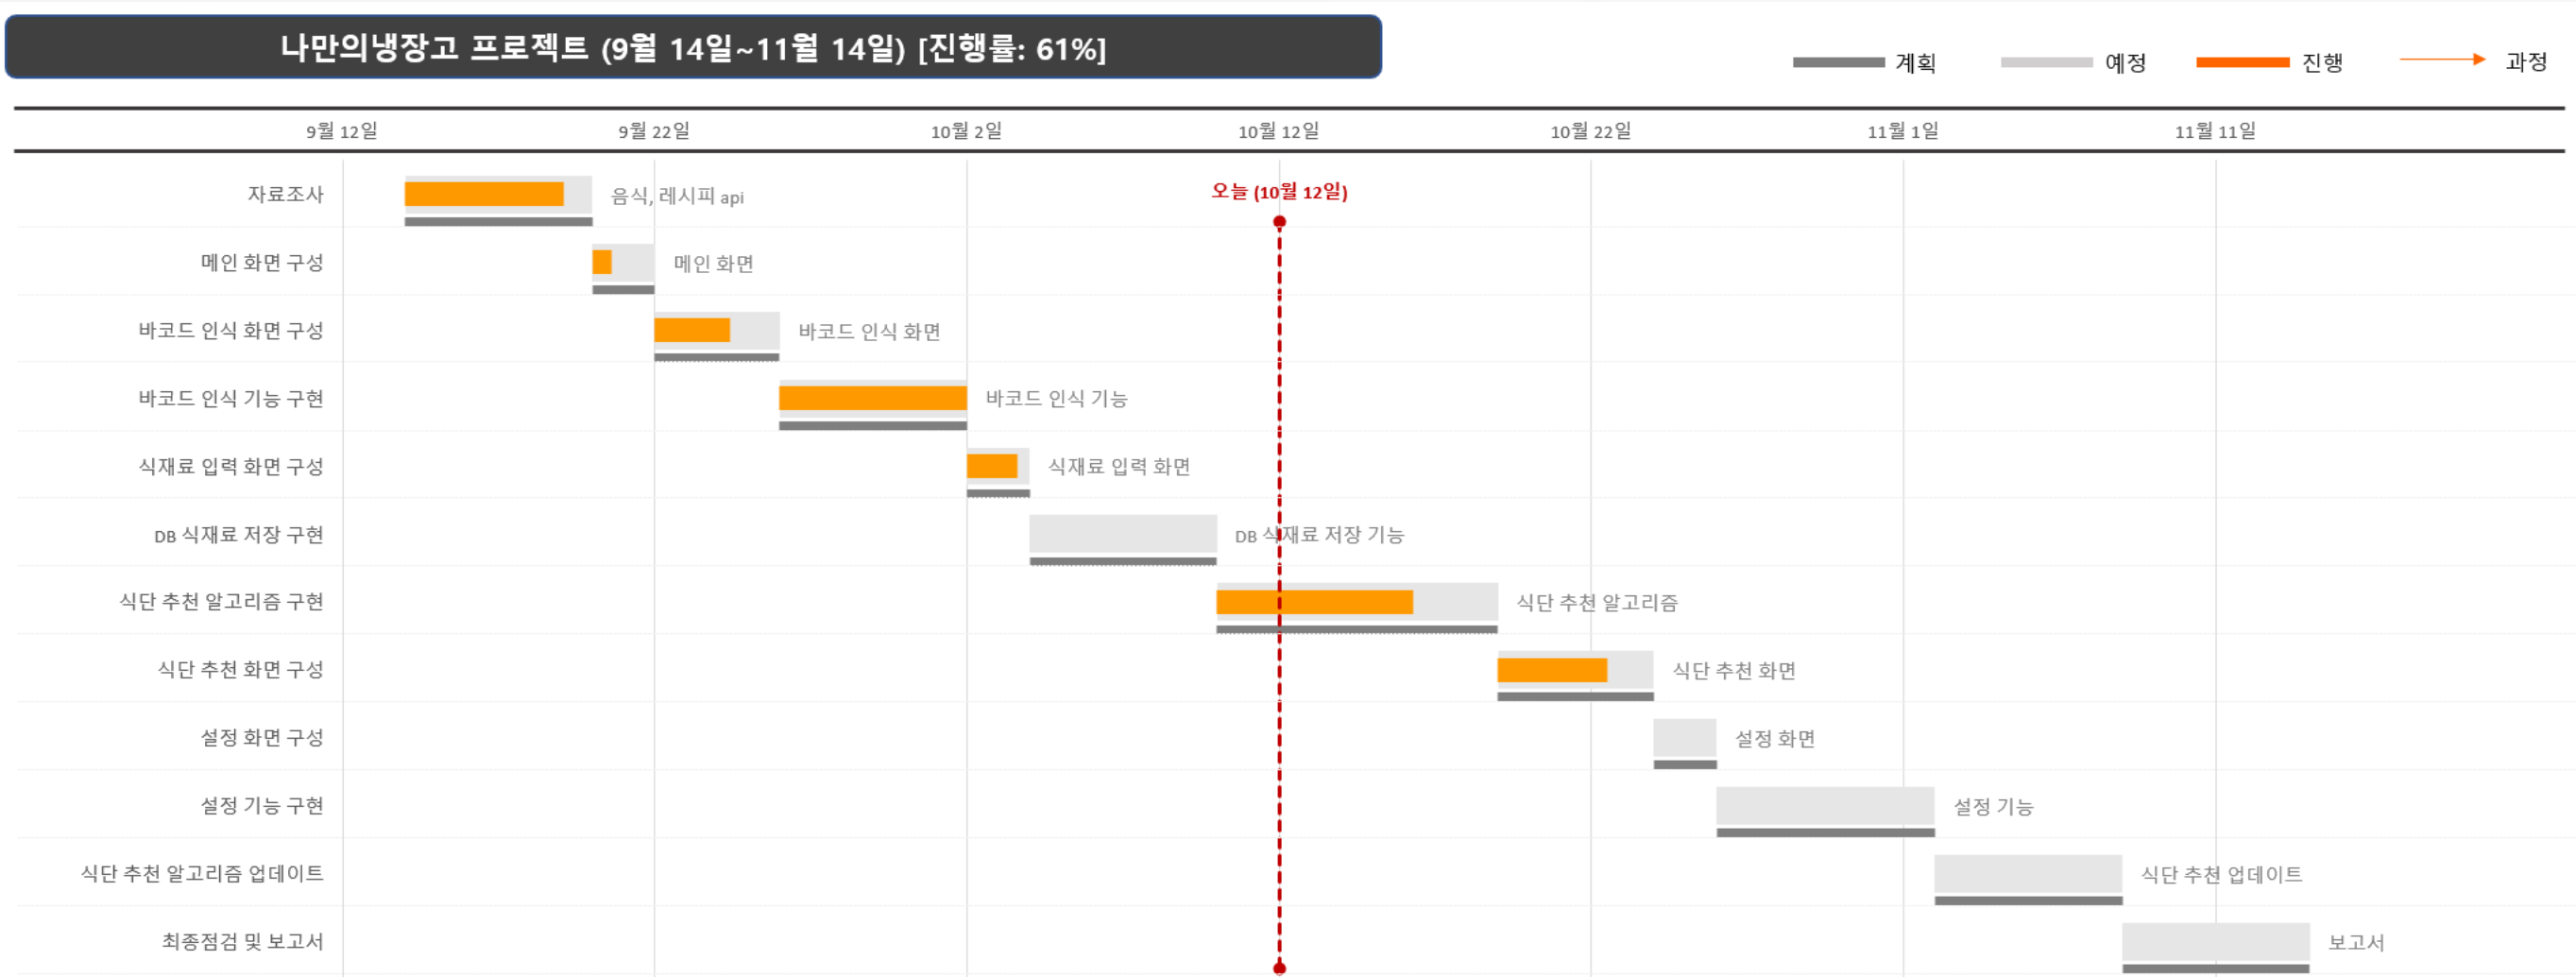 나만의냉장고 프로젝트 (9월 14일~11월 14일) [진행률: 61%]
계획 예정 진행 과정
9월 12일 9월 22일 10월 2일 10월 12일 10월 22일 11월 1일 11월 11일
자료조사 음식, 레시피 api 오늘 (10월 12일)
메인 화면 구성 메인 화면
바코드 인식 화면 구성 바코드 인식 화면
바코드 인식 기능 구현 바코드 인식 기능
식재료 입력 화면 구성 식재료 입력 화면
DB 식재료 저장 구현 DB 식재료 저장 기능
식단 추천 알고리즘 구현 식단 추천 알고리즘
식단 추천 화면 구성 식단 추천 화면
설정 화면 구성 설정 화면
설정 기능 구현 설정 기능
식단 추천 알고리즘 업데이트 식단 추천 업데이트
최종점검 및 보고서 보고서